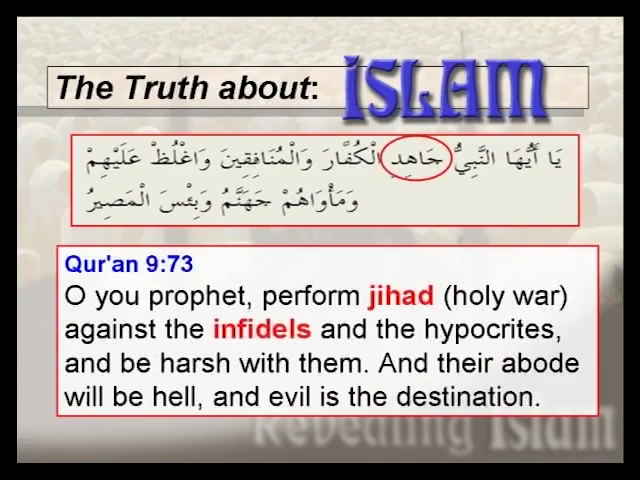 The Truth about: ISLAM
يَا أَيُّهَا النَّبِيُّ جَاهِدِ الْكُفَّارَ وَالْمُنَافِقِينَ وَاغْلُظْ عَلَيْهِمْ
وَمَأْوَاهُمْ جَهَنَّمُ وَبِئْسَ الْمَصِيرُ
Qur'an 9:73
O you prophet, perform jihad (holy war)
against the infidels and the hypocrites,
and be harsh with them. And their abode
will be hell, and evil is the destination.
Revealing Islam